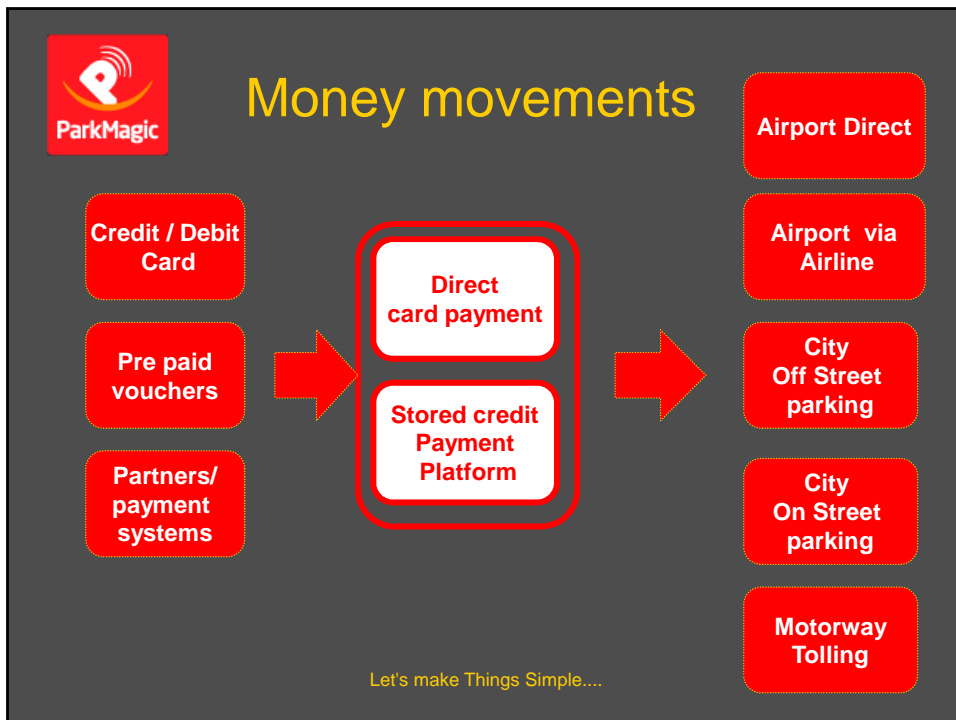 ParkMagic
Money movements
Credit / Debit
Card
Pre paid
vouchers
Partners/
payment
systems
Direct
card payment
Stored credit
Payment
Platform
Airport Direct
Airport via
Airline
City
Off Street
parking
City
On Street
parking
Motorway
Tolling
Let's make Things Simple....